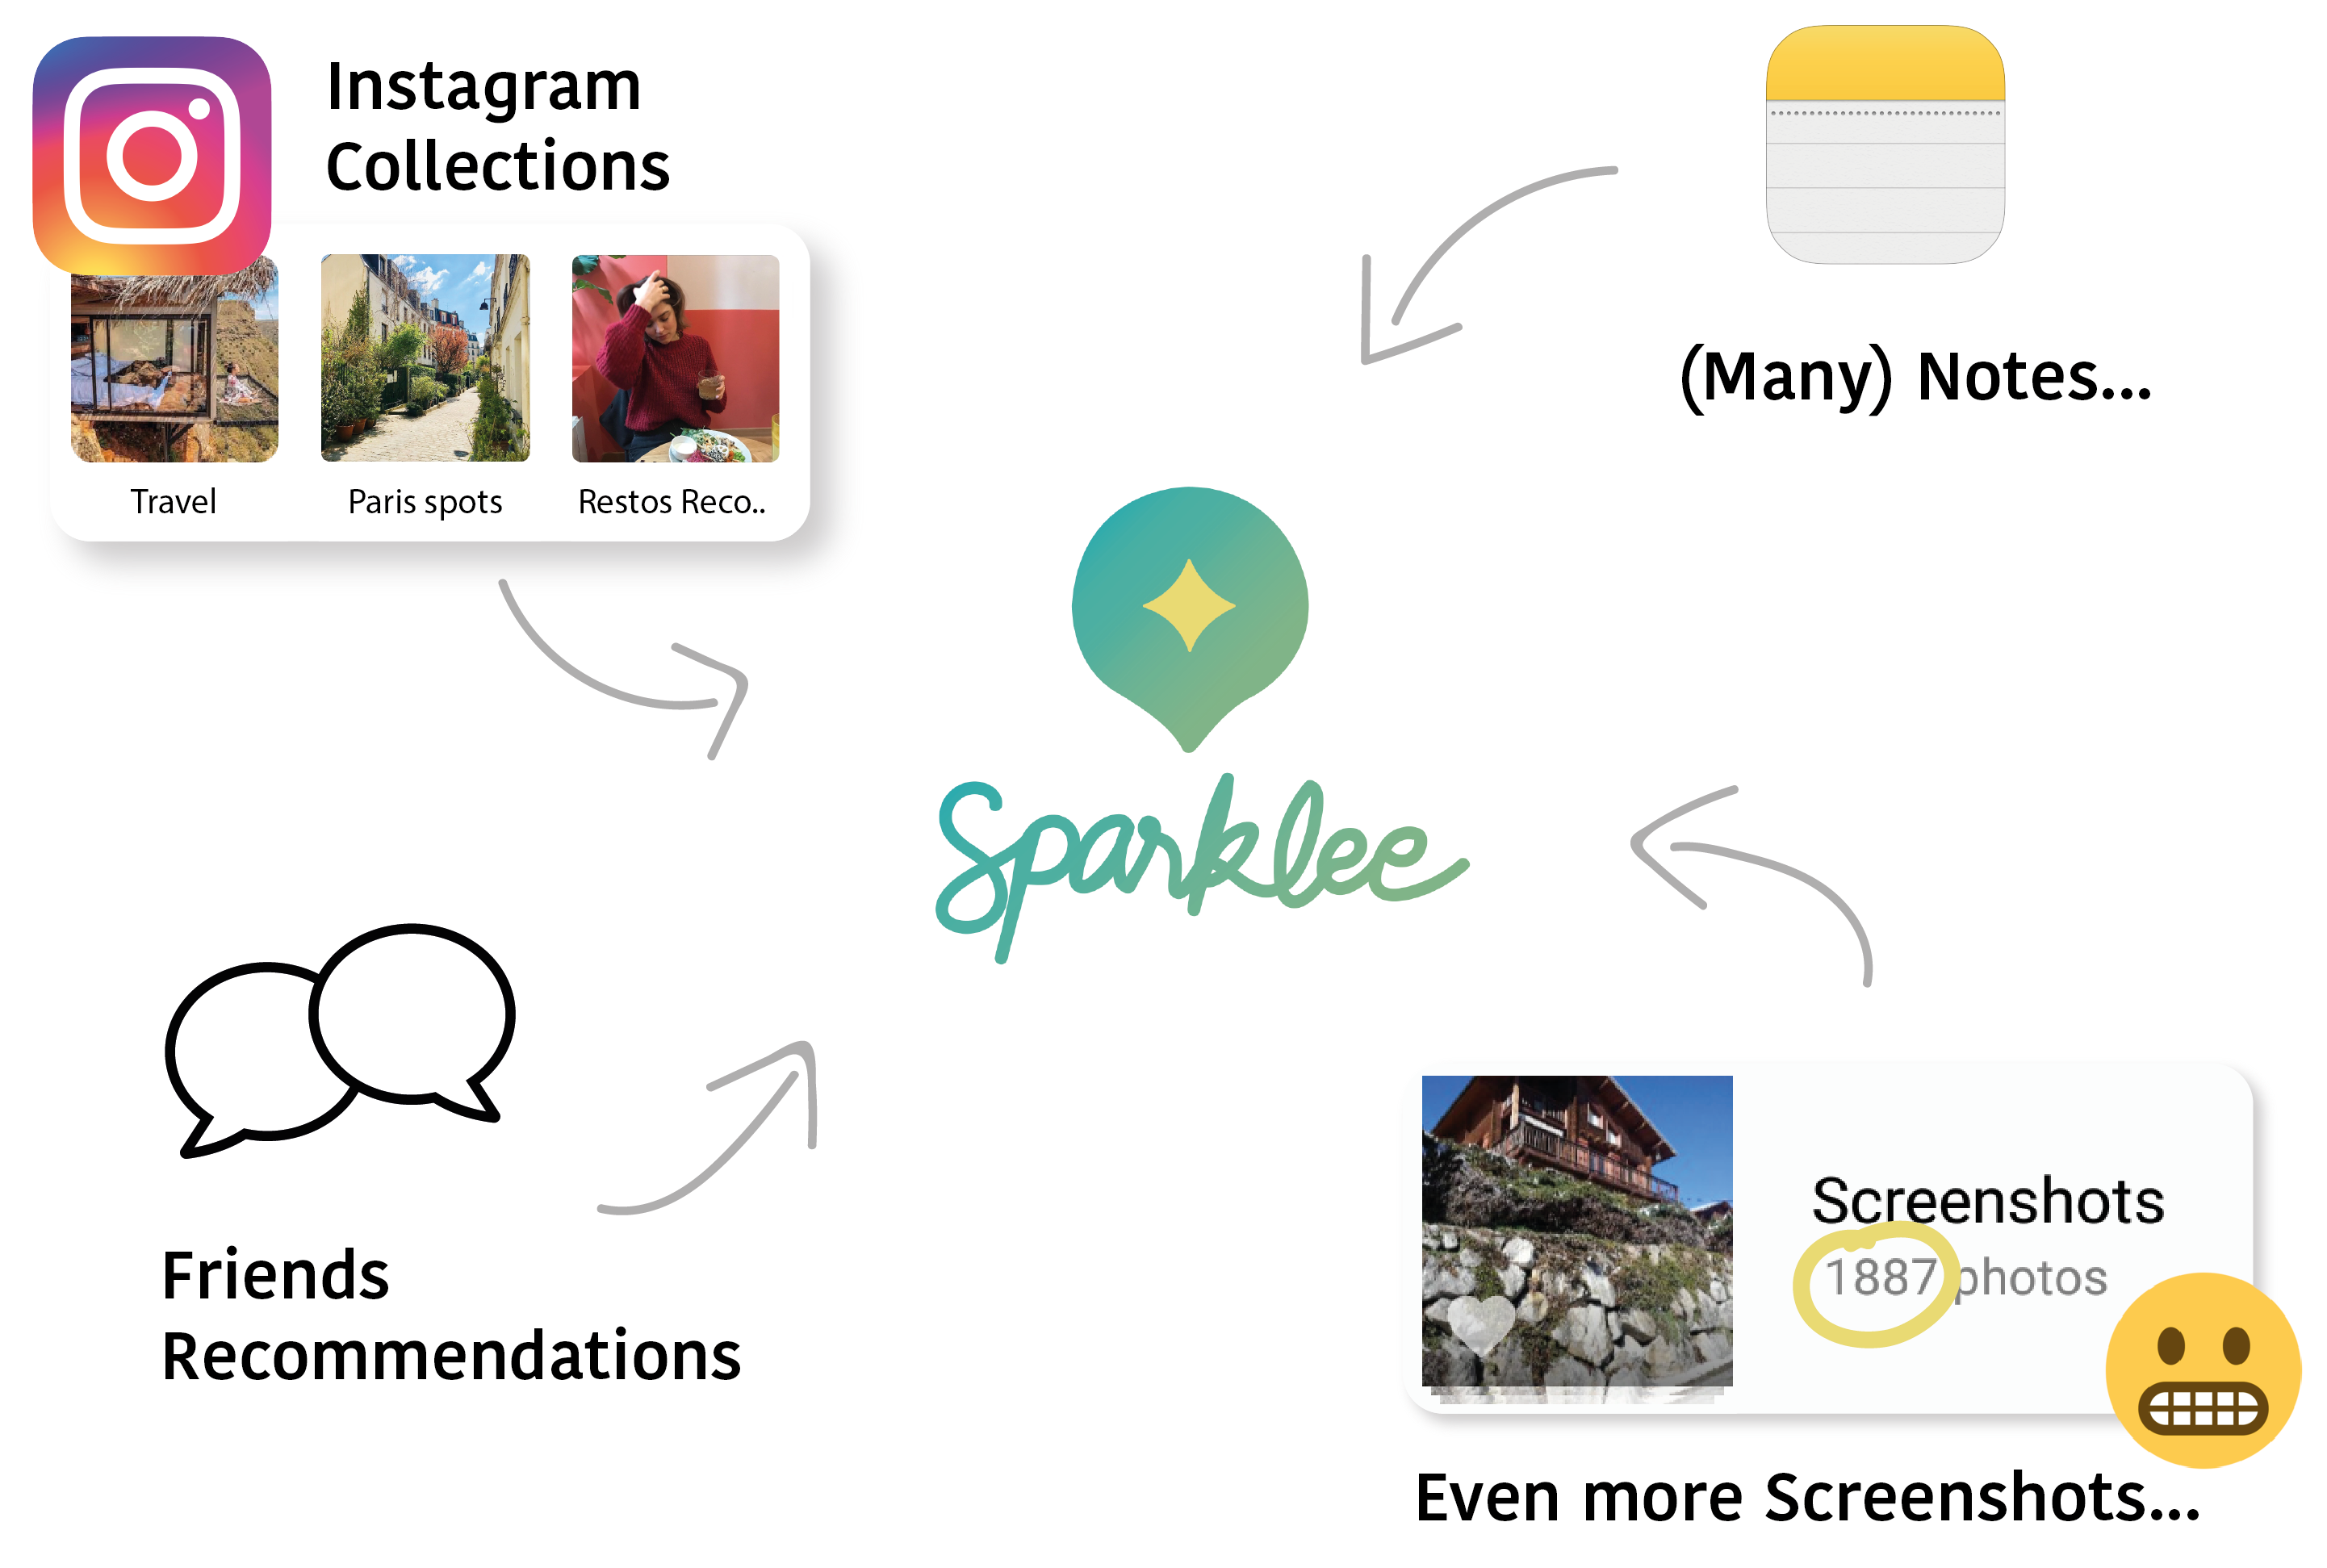 Instagram
Collections
Travel
Paris spots
Restos Reco..
(Many) Notes...
Sparklee
Friends
Recommendations
Screenshots
1887 photos
Even more Screenshots...